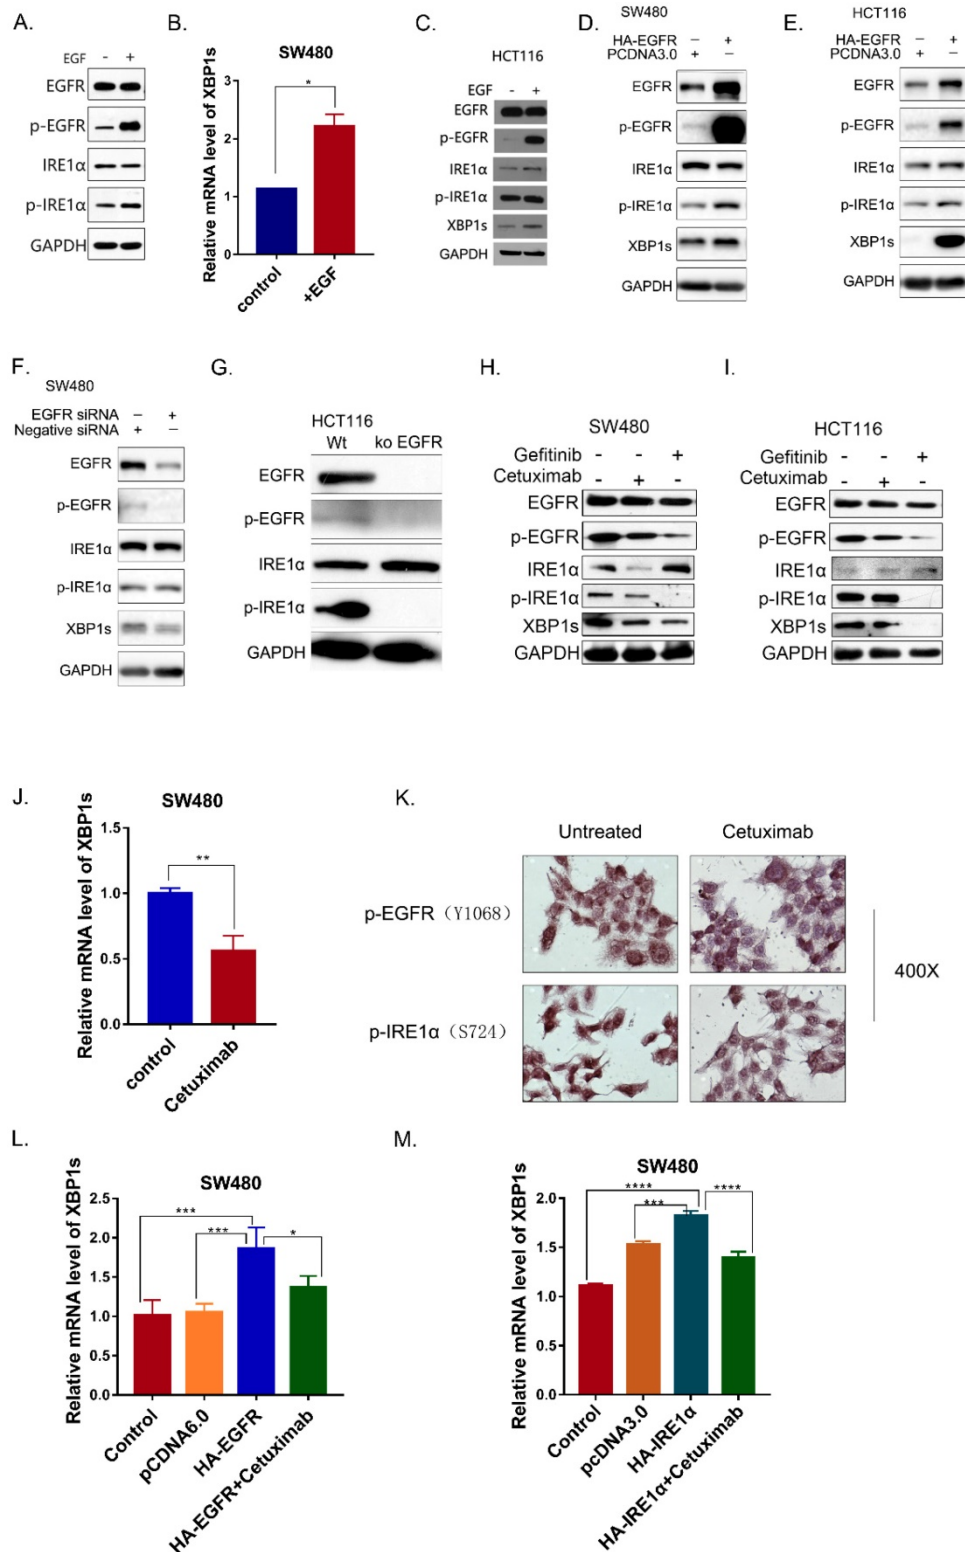 A.
EGF - +
EGFR
p-EGFR
IRE1α
p-IRE1α
GAPDH
B.
SW480
Relative mRNA level of XBP1s
3
2
1
0
*
control
+EGF
C.
HCT116
EGF - +
EGFR
p-EGFR
IRE1α
p-IRE1α
XBP1s
GAPDH
D.
SW480
HA-EGFR – +
PCDNA3.0 + –
EGFR
p-EGFR
IRE1α
p-IRE1α
XBP1s
GAPDH
E.
HCT116
HA-EGFR – +
PCDNA3.0 + –
EGFR
p-EGFR
IRE1α
p-IRE1α
XBP1s
GAPDH
F.
SW480
EGFR siRNA – +
Negative siRNA + –
EGFR
p-EGFR
IRE1α
p-IRE1α
XBP1s
GAPDH
G.
HCT116
Wt ko EGFR
EGFR
p-EGFR
IRE1α
p-IRE1α
GAPDH
H.
SW480
Gefitinib - - +
Cetuximab - + -
EGFR
p-EGFR
IRE1α
p-IRE1α
XBP1s
GAPDH
I.
HCT116
Gefitinib - - +
Cetuximab - + -
EGFR
p-EGFR
IRE1α
p-IRE1α
XBP1s
GAPDH
J.
SW480
Relative mRNA level of XBP1s
1.5
1.0
0.5
0.0
**
control
Cetuximab
K.
Untreated Cetuximab
p-EGFR（Y1068）
p-IRE1α（S724）
400X
L.
SW480
Relative mRNA level of XBP1s
2.5
2.0
1.5
1.0
0.5
0.0
***
*** *
Control
pCDNA6.0
HA-EGFR
HA-EGFR+Cetuximab
M.
SW480
Relative mRNA level of XBP1s
2.0
1.5
1.0
0.5
0.0
**** ****
***
Control
pcDNA3.0
HA-IRE1α
HA-IRE1α+Cetuximab